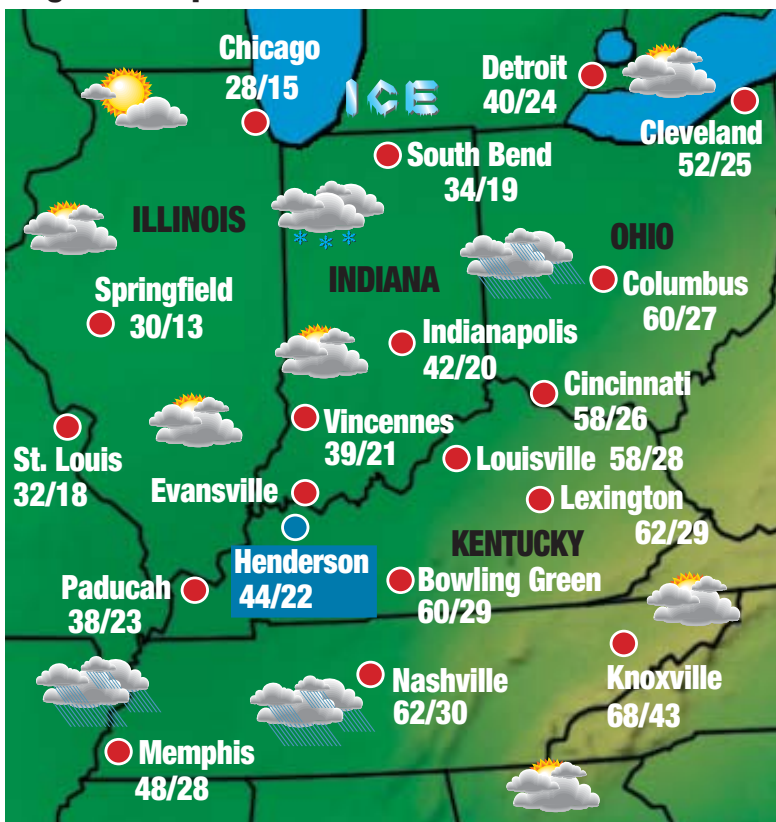 Chicago
28/15
ICE
Detroit
40/24
Cleveland
52/25
South Bend
34/19
ILLINOIS
OHIO
INDIANA
Springfield
30/13
Columbus
60/27
Indianapolis
42/20
Cincinnati
58/26
Vincennes
39/21
St. Louis
32/18
Louisville 58/28
Evansville
Lexington
62/29
KENTUCKY
Henderson
44/22
Paducah
38/23
Bowling Green
60/29
Nashville
62/30
Knoxville
68/43
Memphis
48/28